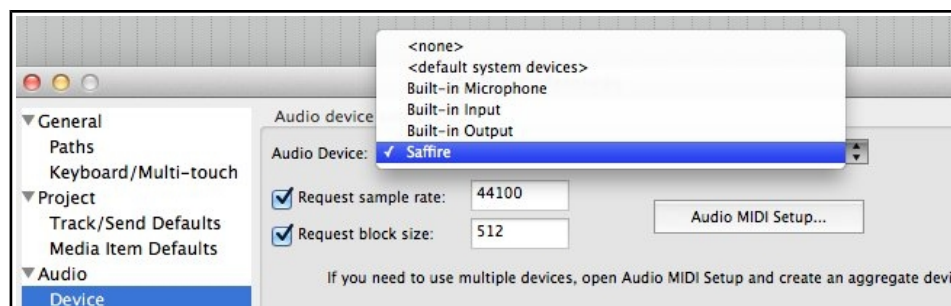 <none>
<default system devices>
Built-in Microphone
Built-in Input
Built-in Output
✓ Saffire
General
Paths
Keyboard/Multi-touch
Project
Track/Send Defaults
Media Item Defaults
Audio
Device
Audio device
Audio Device:
Request sample rate: 44100
Request block size: 512
Audio MIDI Setup...
If you need to use multiple devices, open Audio MIDI Setup and create an aggregate devi